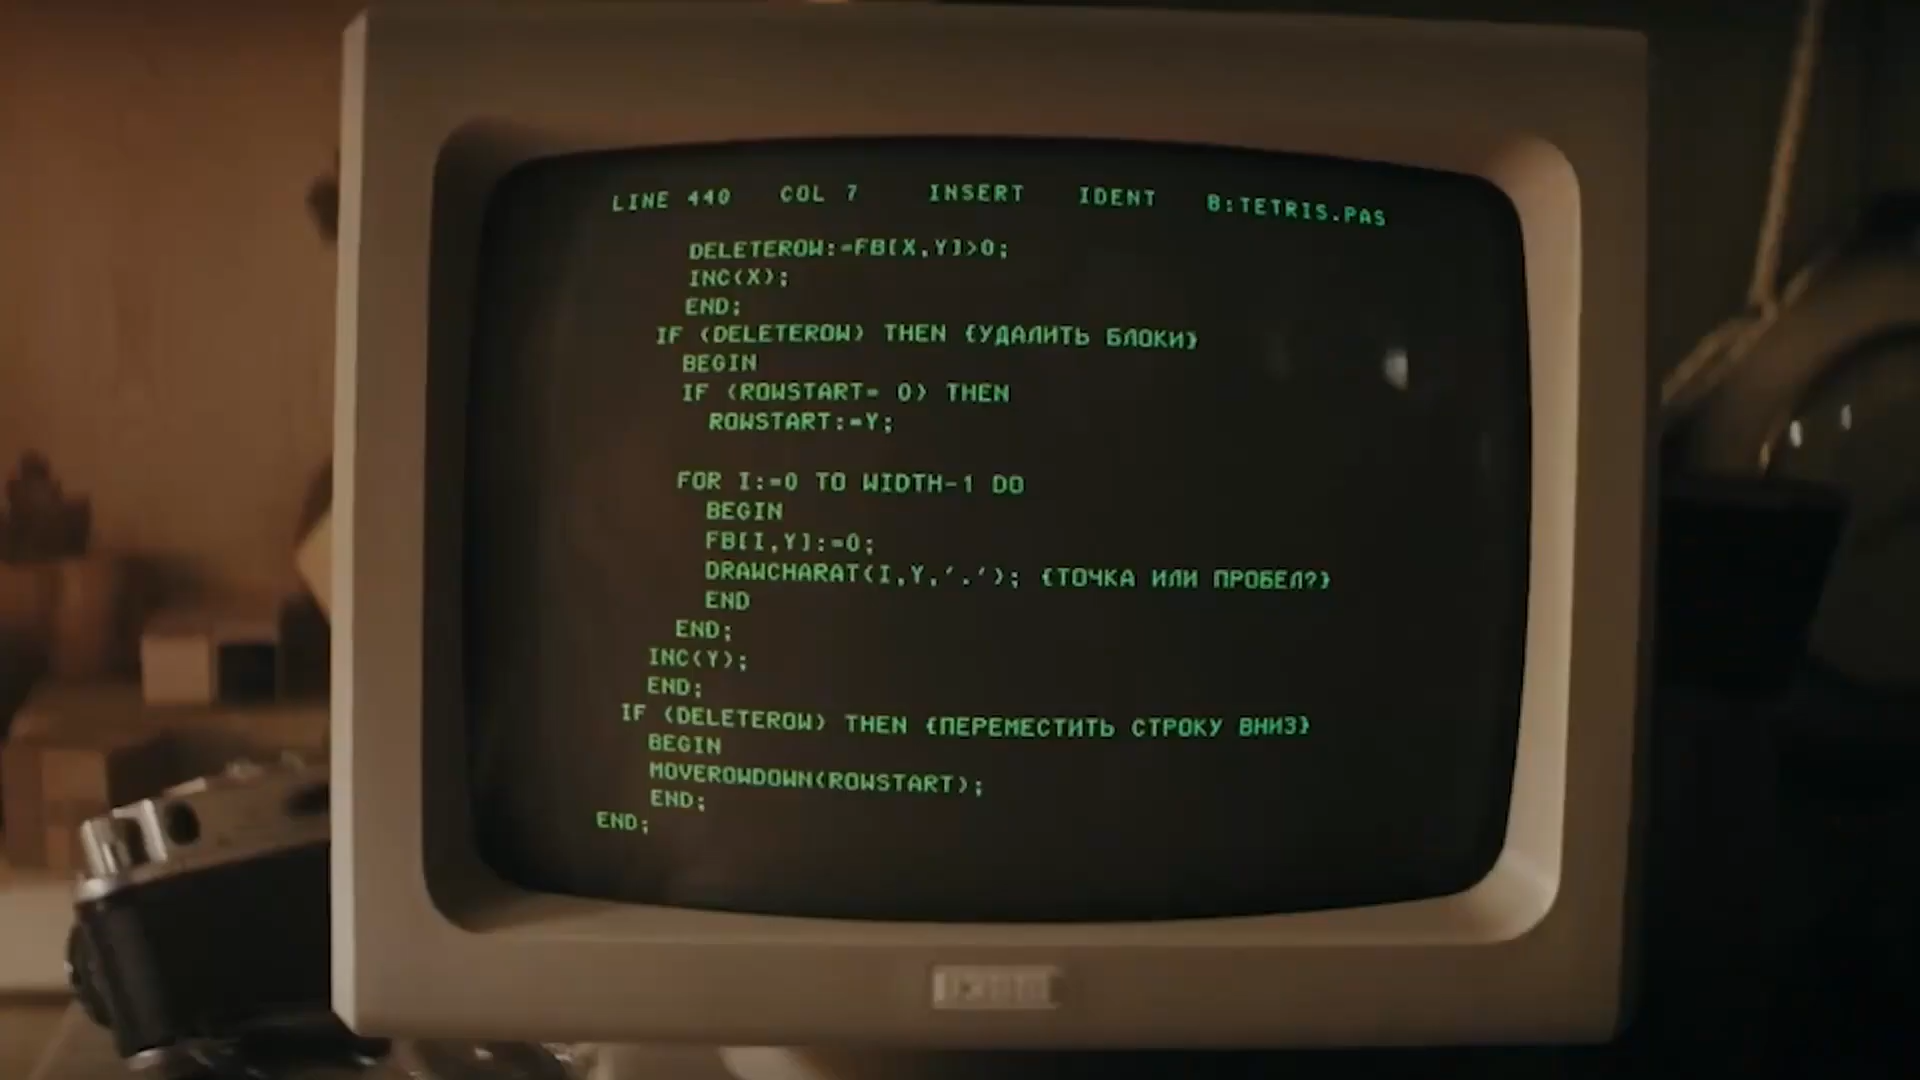 LINE 440 COL 7 INSERT IDENT B:TETRIS.PAS
DELETEROW:=FB[X,Y]>0;
INC(X);
END;
IF (DELETEROW) THEN {УДАЛИТЬ БЛОКИ}
BEGIN
IF (ROWSTART= 0) THEN
ROWSTART:=Y;
FOR I:=0 TO WIDTH-1 DO
BEGIN
FB[I,Y]:=0;
DRAWCHARAT(I,Y,'.'); {ТОЧКА ИЛИ ПРОБЕЛ?}
END
END;
INC(Y);
END;
IF (DELETEROW) THEN {ПЕРЕМЕСТИТЬ СТРОКУ ВНИЗ}
BEGIN
MOVEROWDOWN(ROWSTART);
END;
END;